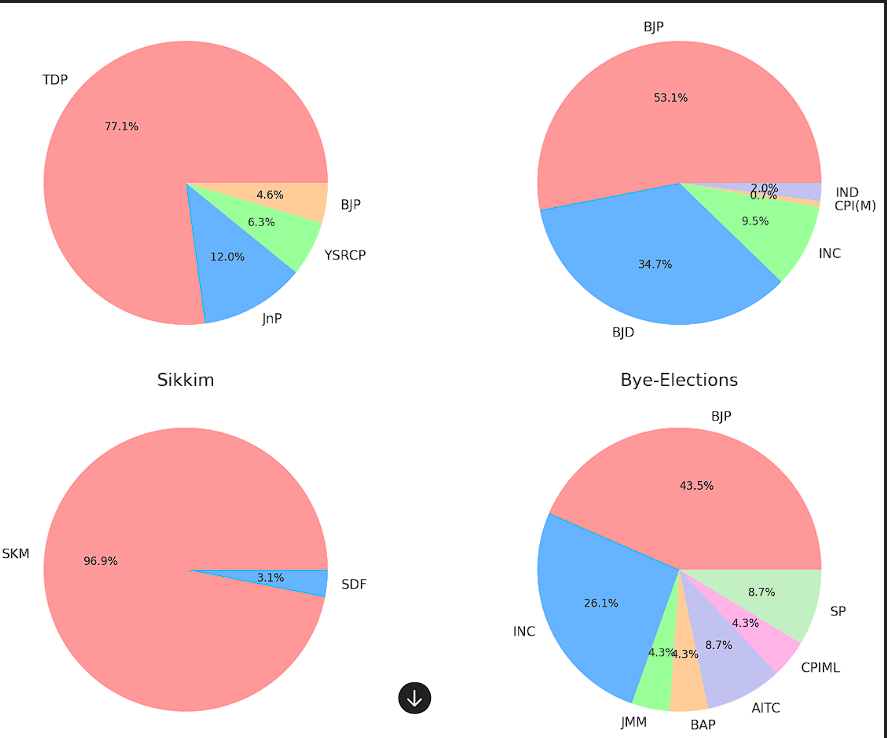 TDP
77.1%
4.6%
BJP
6.3%
YSRCP
12.0%
JnP
BJP
53.1%
2.0%
IND
0.7%
CPI(M)
9.5%
INC
34.7%
BJD
Sikkim
SKM
96.9%
3.1%
SDF
Bye-Elections
BJP
43.5%
8.7%
SP
26.1%
4.3%
CPIML
INC
8.7%
4.3%
4.3%
AITC
JMM
BAP